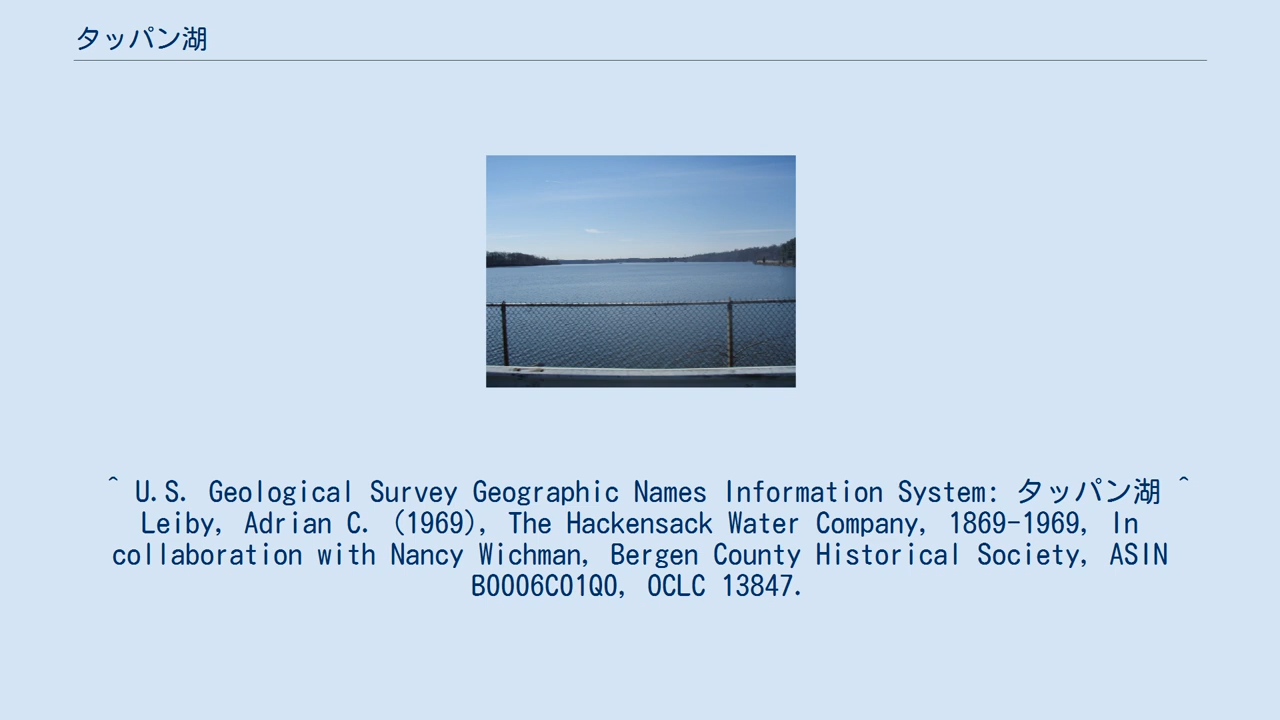 タッパン湖
^ U.S. Geological Survey Geographic Names Information System: タッパン湖 ^
Leiby, Adrian C. (1969), The Hackensack Water Company, 1869-1969, In
collaboration with Nancy Wichman, Bergen County Historical Society, ASIN
B0006C01Q0, OCLC 13847.